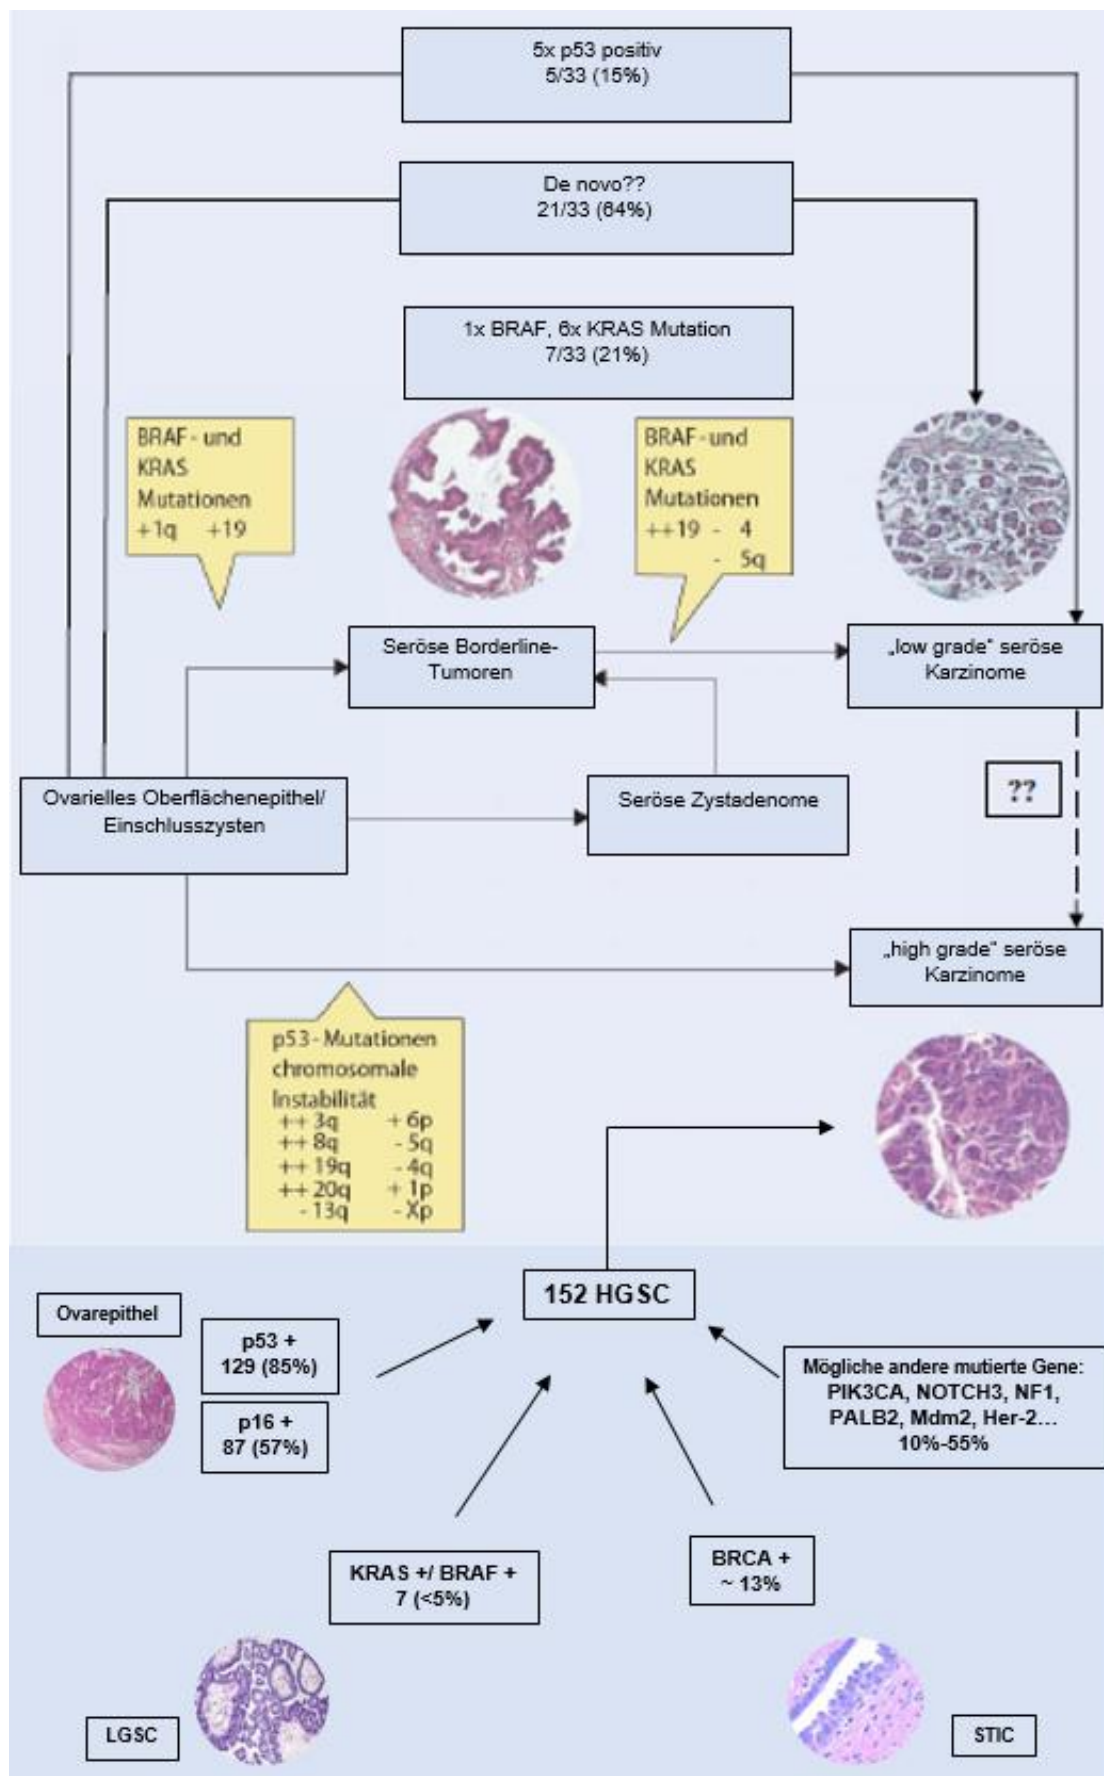 5x p53 positiv
5/33 (15%)
De novo??
21/33 (64%)
1x BRAF, 6x KRAS Mutation
7/33 (21%)
BRAF - und
KRAS
Mutationen
+1q +19
BRAF - und
KRAS
Mutationen
++19 - 4
- 5q
Seröse Borderline-
Tumoren
„low grade“ seröse
Karzinome
Ovarielles Oberflächenepithel/
Einschlusszysten
Seröse Zystadenome
??
„high grade“ seröse
Karzinome
p53 - Mutationen
chromosomale
Instabilität
++ 3q + 6p
++ 8q - 5q
++ 19q - 4q
++ 20q + 1p
- 13q - Xp
152 HGSC
Ovarepithel
p53 +
129 (85%)
p16 +
87 (57%)
Mögliche andere mutierte Gene:
PIK3CA, NOTCH3, NF1,
PALB2, Mdm2, Her-2…
10%-55%
KRAS +/ BRAF +
7 (<5%)
BRCA +
~ 13%
LGSC
STIC